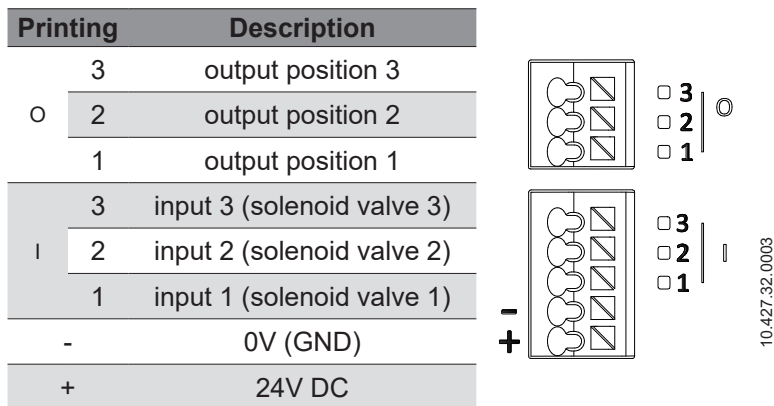 Printing Description
3 output position 3
O 2 output position 2
1 output position 1
3 input 3 (solenoid valve 3)
I 2 input 2 (solenoid valve 2)
1 input 1 (solenoid valve 1)
- 0V (GND)
+ 24V DC
3
2 O
1
3
2 I
1
-
+
10.427.32.0003